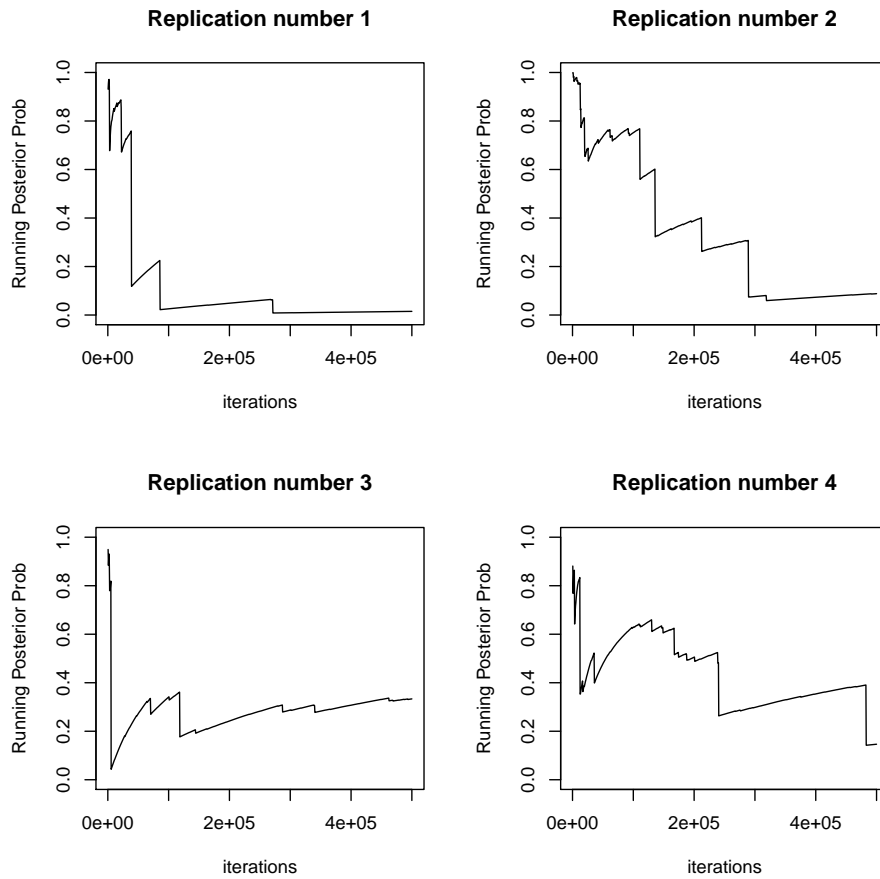 Replication number 1
Running Posterior Prob
1.0
0.8
0.6
0.4
0.2
0.0
0e+00 2e+05 4e+05
iterations
Replication number 2
Running Posterior Prob
1.0
0.8
0.6
0.4
0.2
0.0
0e+00 2e+05 4e+05
iterations
Replication number 3
Running Posterior Prob
1.0
0.8
0.6
0.4
0.2
0.0
0e+00 2e+05 4e+05
iterations
Replication number 4
Running Posterior Prob
1.0
0.8
0.6
0.4
0.2
0.0
0e+00 2e+05 4e+05
iterations